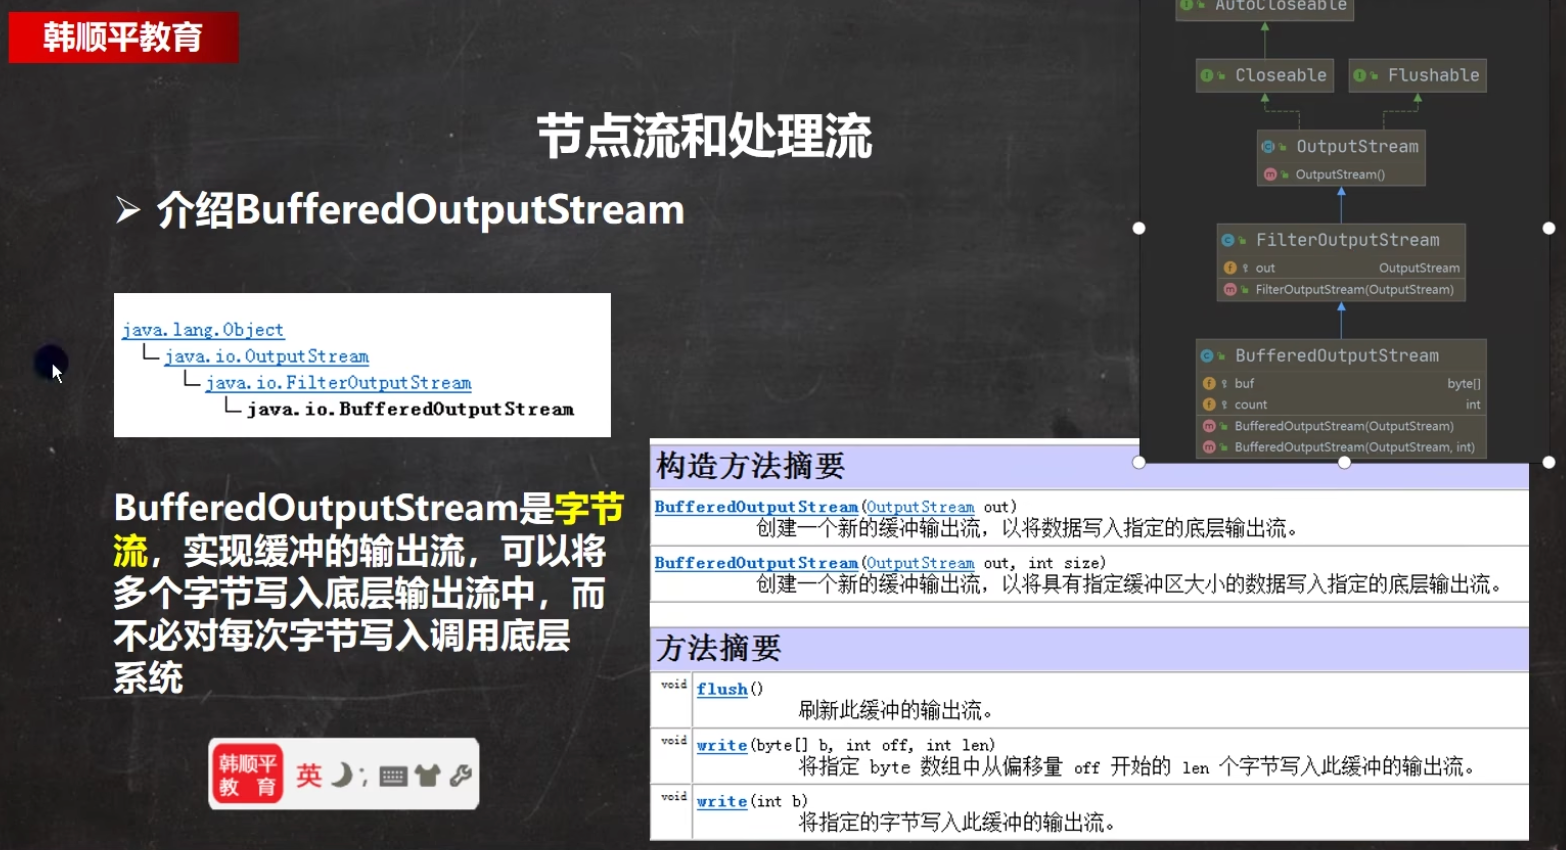 韩顺平教育
节点流和处理流
介绍BufferedOutputStream
java.lang.Object
java.io.OutputStream
java.io.FilterOutputStream
java.io.BufferedOutputStream
BufferedOutputStream是字节
流，实现缓冲的输出流，可以将
多个字节写入底层输出流中，而
不必对每次字节写入调用底层
系统
韩顺平
教 育
英
AutoCloseable
Closeable
Flushable
OutputStream
OutputStream()
FilterOutputStream
out OutputStream
FilterOutputStream(OutputStream)
BufferedOutputStream
buf byte[]
count int
BufferedOutputStream(OutputStream)
BufferedOutputStream(OutputStream, int)
构造方法摘要
BufferedOutputStream(OutputStream out)
创建一个新的缓冲输出流，以将数据写入指定的底层输出流。
BufferedOutputStream(OutputStream out, int size)
创建一个新的缓冲输出流，以将具有指定缓冲区大小的数据写入指定的底层输出流。
方法摘要
void flush()
刷新此缓冲的输出流。
void write(byte[] b, int off, int len)
将指定 byte 数组中从偏移量 off 开始的 len 个字节写入此缓冲的输出流。
void write(int b)
将指定的字节写入此缓冲的输出流。